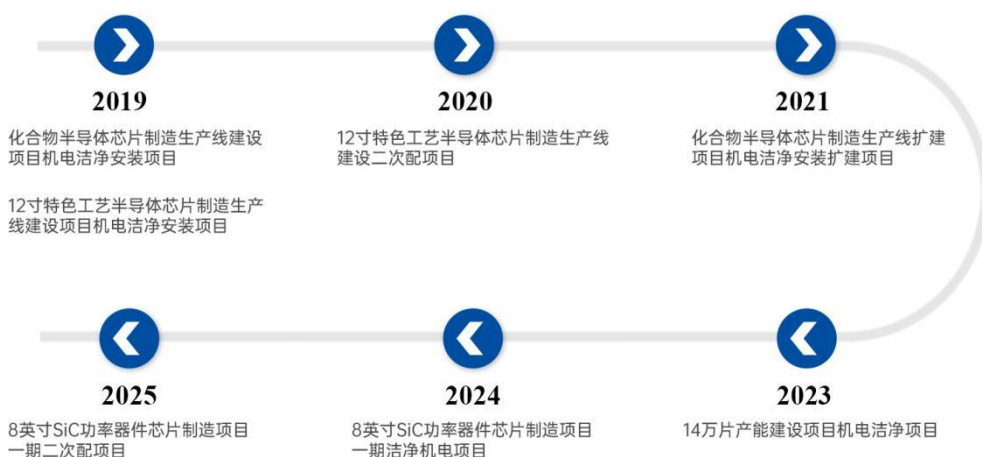 2019
化合物半导体芯片制造生产线建设
项目机电洁净安装项目
12寸特色工艺半导体芯片制造生产
线建设项目机电洁净安装项目
2020
12寸特色工艺半导体芯片制造生产线
建设二次配项目
2021
化合物半导体芯片制造生产线扩建
项目机电洁净安装扩建项目
2023
14万片产能建设项目机电洁净项目
2024
8英寸SiC功率器件芯片制造项目
一期洁净机电项目
2025
8英寸SiC功率器件芯片制造项目
一期二次配项目